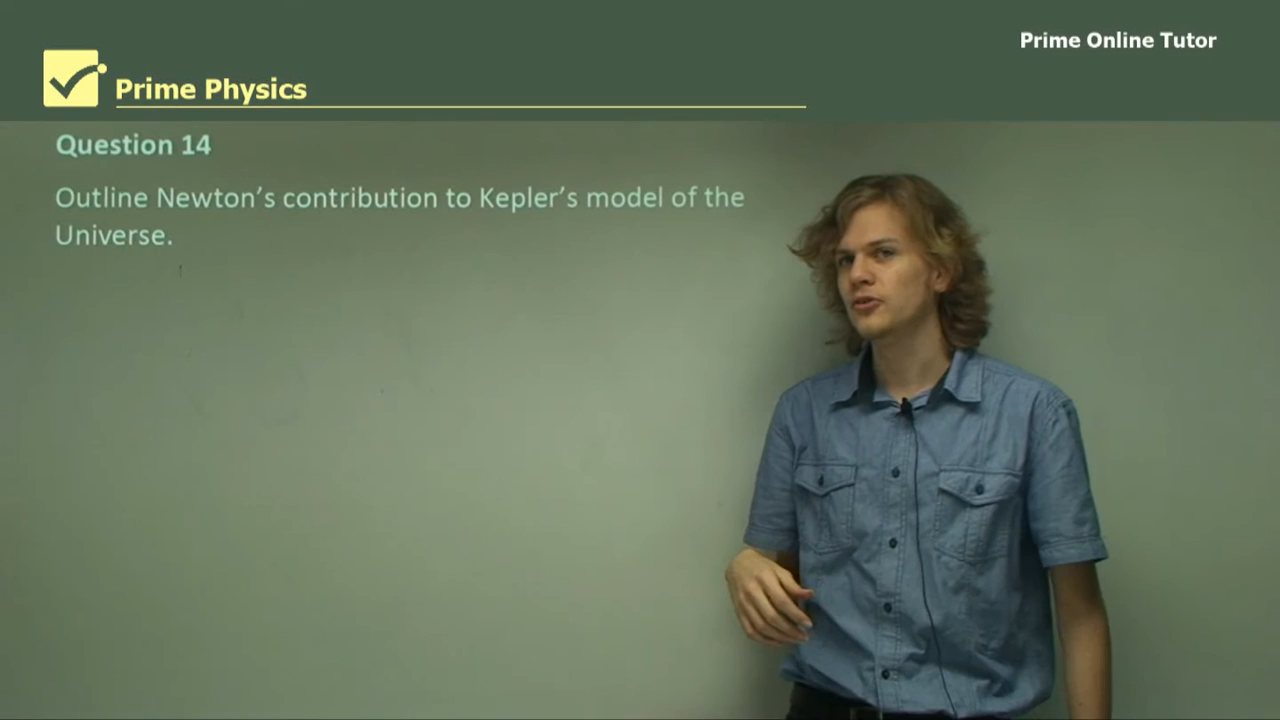 Prime Online Tutor
Prime Physics
Question 14
Outline Newton's contribution to Kepler's model of the
Universe.